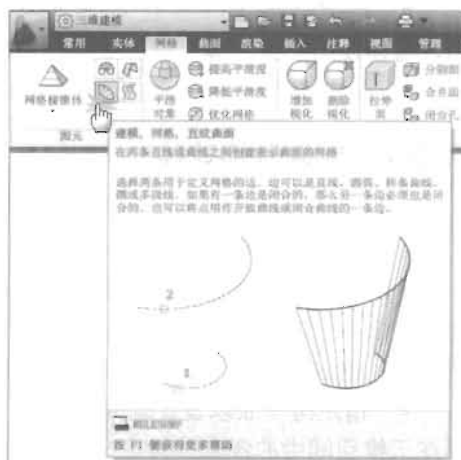 三维建模
常用 实体 网格 曲面 渲染 插入 注释 视图 管理
网格棱锥体
平滑对象
提高平滑度
降低平滑度
优化网格
增加锐化
删除锐化
拉伸面
分割面
合并面
闭合孔
图元
建模, 网格, 直纹曲面
在两条直线或曲线之间创建表示曲面的网格
选择两条用于定义网格的边。边可以是直线、圆弧、样条曲线、
圆或多段线。如果有一条边是闭合的, 那么另一条边必须也是闭
合的。也可以将点用作开放曲线或闭合曲线的一条边。
2
1
RULESURF
按 F1 键获得更多帮助